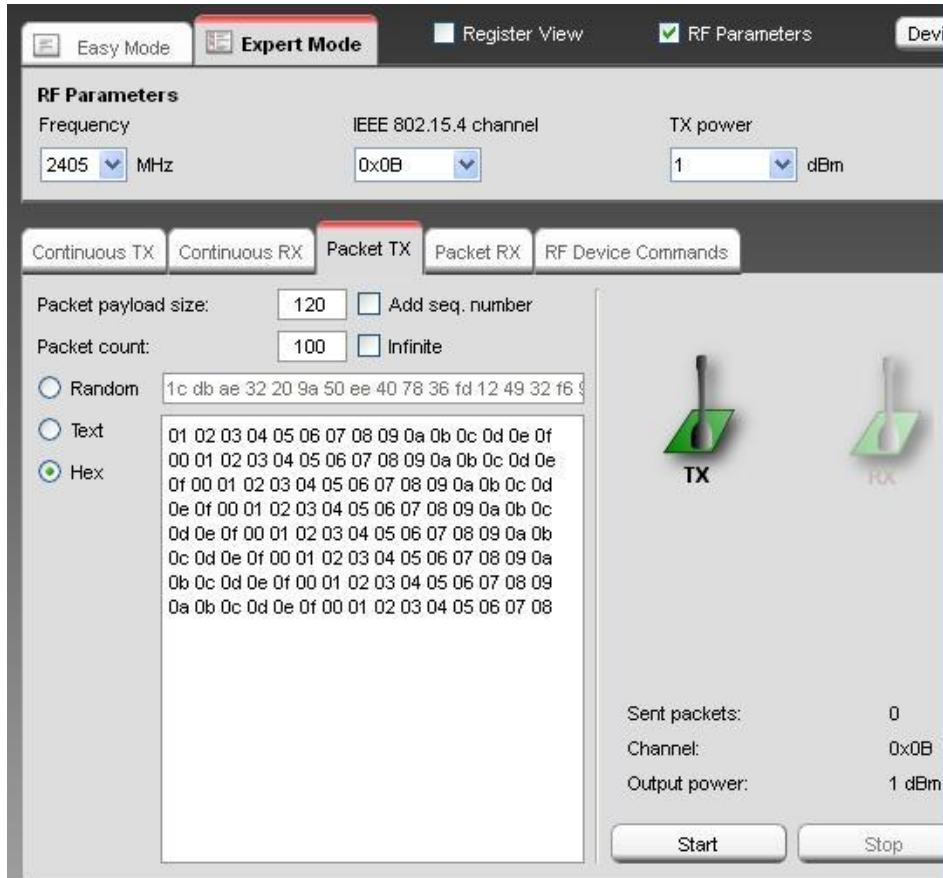 Easy Mode Expert Mode Register View RF Parameters Devi
RF Parameters
Frequency IEEE 802.15.4 channel TX power
2405 MHz 0x0B 1 dBm
Continuous TX Continuous RX Packet TX Packet RX RF Device Commands
Packet payload size: 120 Add seq. number
Packet count: 100 Infinite
Random 1c db ae 32 20 9a 50 ee 40 78 36 fd 12 49 32 f6
Text
Hex
01 02 03 04 05 06 07 08 09 0a 0b 0c 0d 0e 0f
00 01 02 03 04 05 06 07 08 09 0a 0b 0c 0d 0e
0f 00 01 02 03 04 05 06 07 08 09 0a 0b 0c 0d
0e 0f 00 01 02 03 04 05 06 07 08 09 0a 0b 0c
0d 0e 0f 00 01 02 03 04 05 06 07 08 09 0a 0b
0c 0d 0e 0f 00 01 02 03 04 05 06 07 08 09 0a
0b 0c 0d 0e 0f 00 01 02 03 04 05 06 07 08 09
0a 0b 0c 0d 0e 0f 00 01 02 03 04 05 06 07 08
TX RX
Sent packets: 0
Channel: 0x0B
Output power: 1 dBm
Start Stop